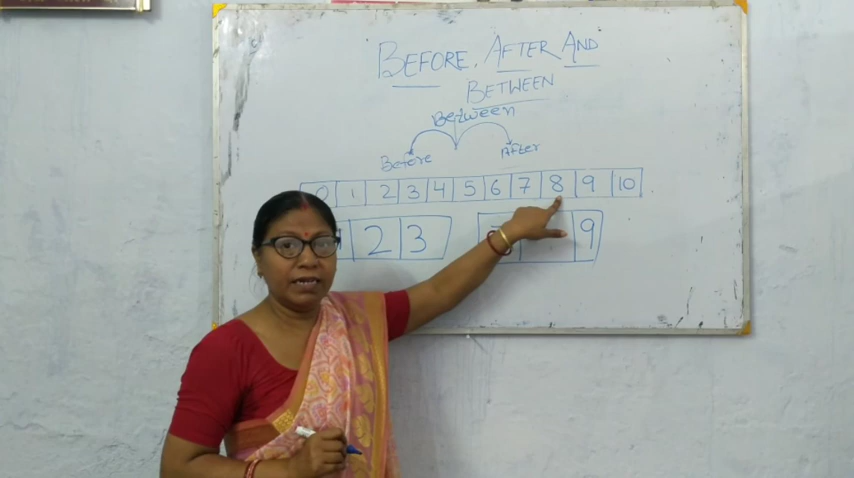 BEFORE, AFTER AND
BETWEEN
Between
Before After
0 1 2 3 4 5 6 7 8 9 10
2 3 9